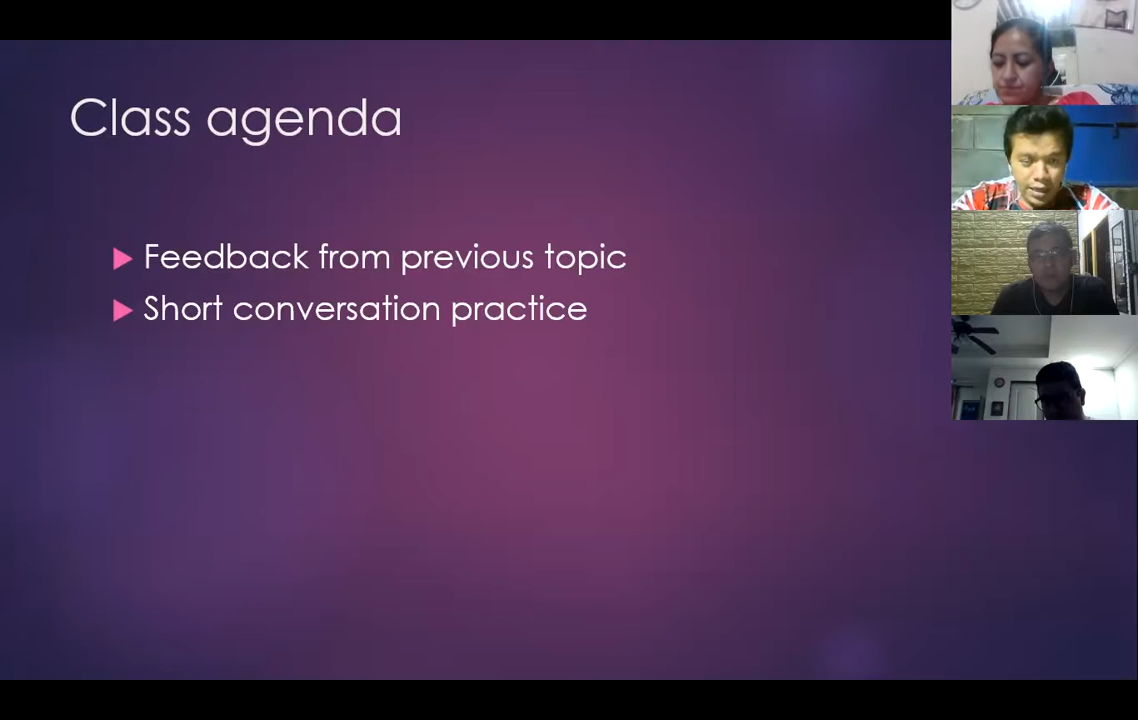 Class agenda
Feedback from previous topic
Short conversation practice